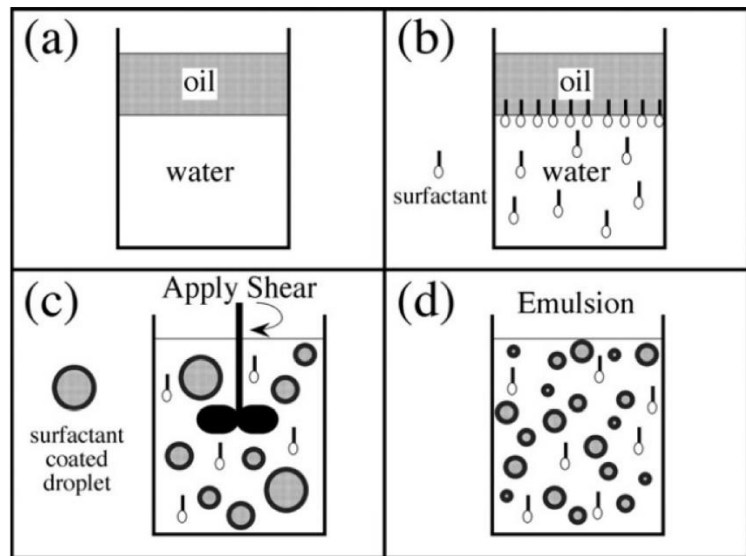 (a)
oil
water
(b)
oil
water
surfactant
(c)
Apply Shear
surfactant
coated
droplet
(d)
Emulsion